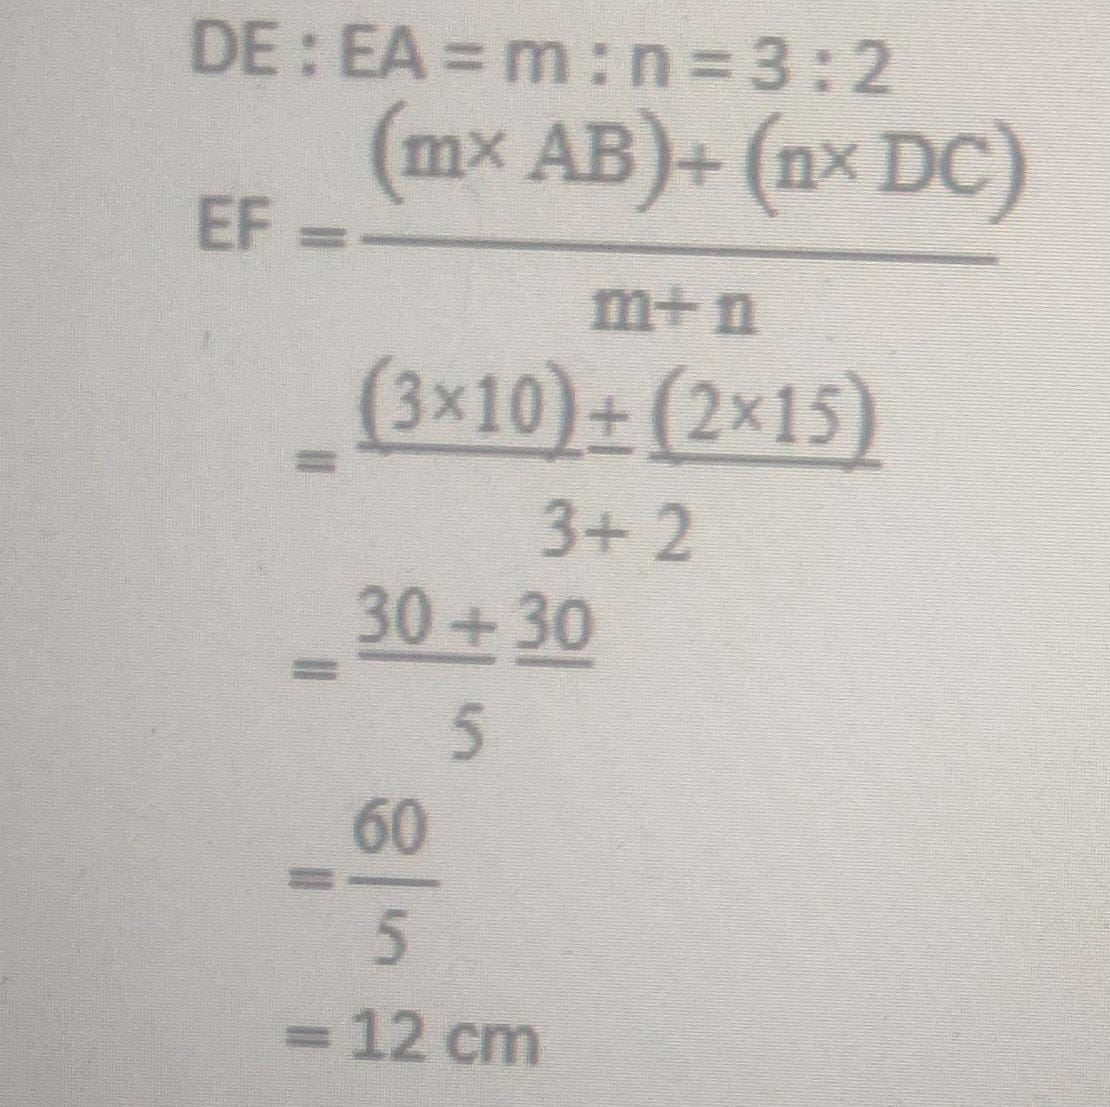 DE : EA = m : n = 3 : 2
(m× AB)+ (n× DC)
EF =
m+ n
(3×10)+ (2×15)
=
3+ 2
30 + 30
=
5
60
=
5
= 12 cm